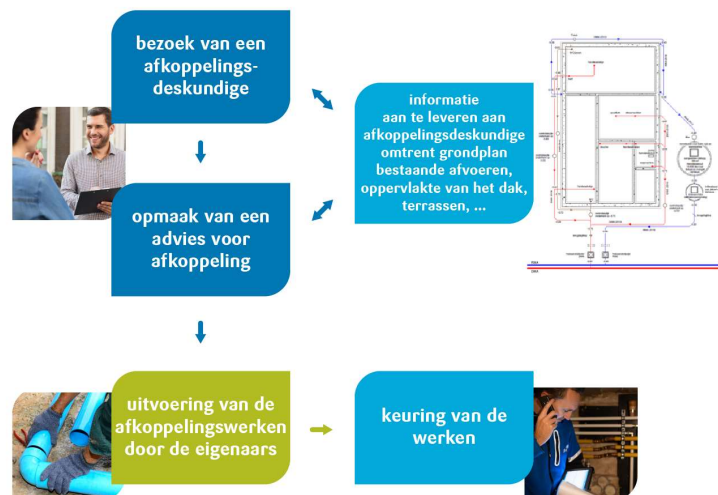 bezoek van een
afkoppelings-
deskundige
informatie
aan te leveren aan
afkoppelingsdeskundige
omtrent grondplan
bestaande afvoeren,
oppervlakte van het dak,
terrassen, ...
opmaak van een
advies voor
afkoppeling
uitvoering van de
afkoppelingswerken
door de eigenaars
keuring van de
werken